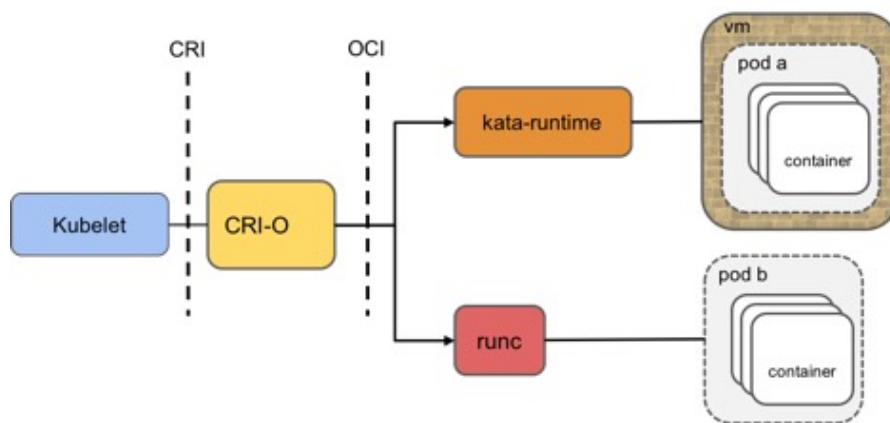 CRI
OCI
vm
pod a
container
kata-runtime
Kubelet
CRI-O
pod b
container
runc